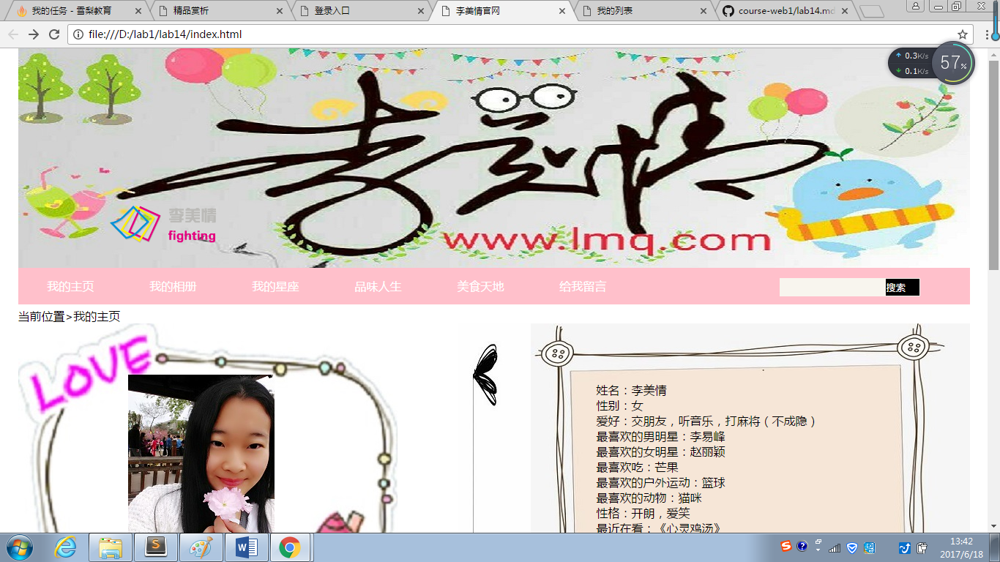 我的任务 - 雪梨教育
精品赏析
登录入口
李美情官网
我的列表
course-web1/lab14.md
file:///D:/lab1/lab14/index.html
0.3K/s
0.1K/s
57%
李美情
www.lmq.com
李美情
fighting
我的主页
我的相册
我的星座
品味人生
美食天地
给我留言
搜索
当前位置>我的主页
LOVE
姓名：李美情
性别：女
爱好：交朋友，听音乐，打麻将（不成隐）
最喜欢的男明星：李易峰
最喜欢的女明星：赵丽颖
最喜欢吃：芒果
最喜欢的户外运动：篮球
最喜欢的动物：猫咪
性格：开朗，爱笑
最近在看：《心灵鸡汤》
13:42
2017/6/18